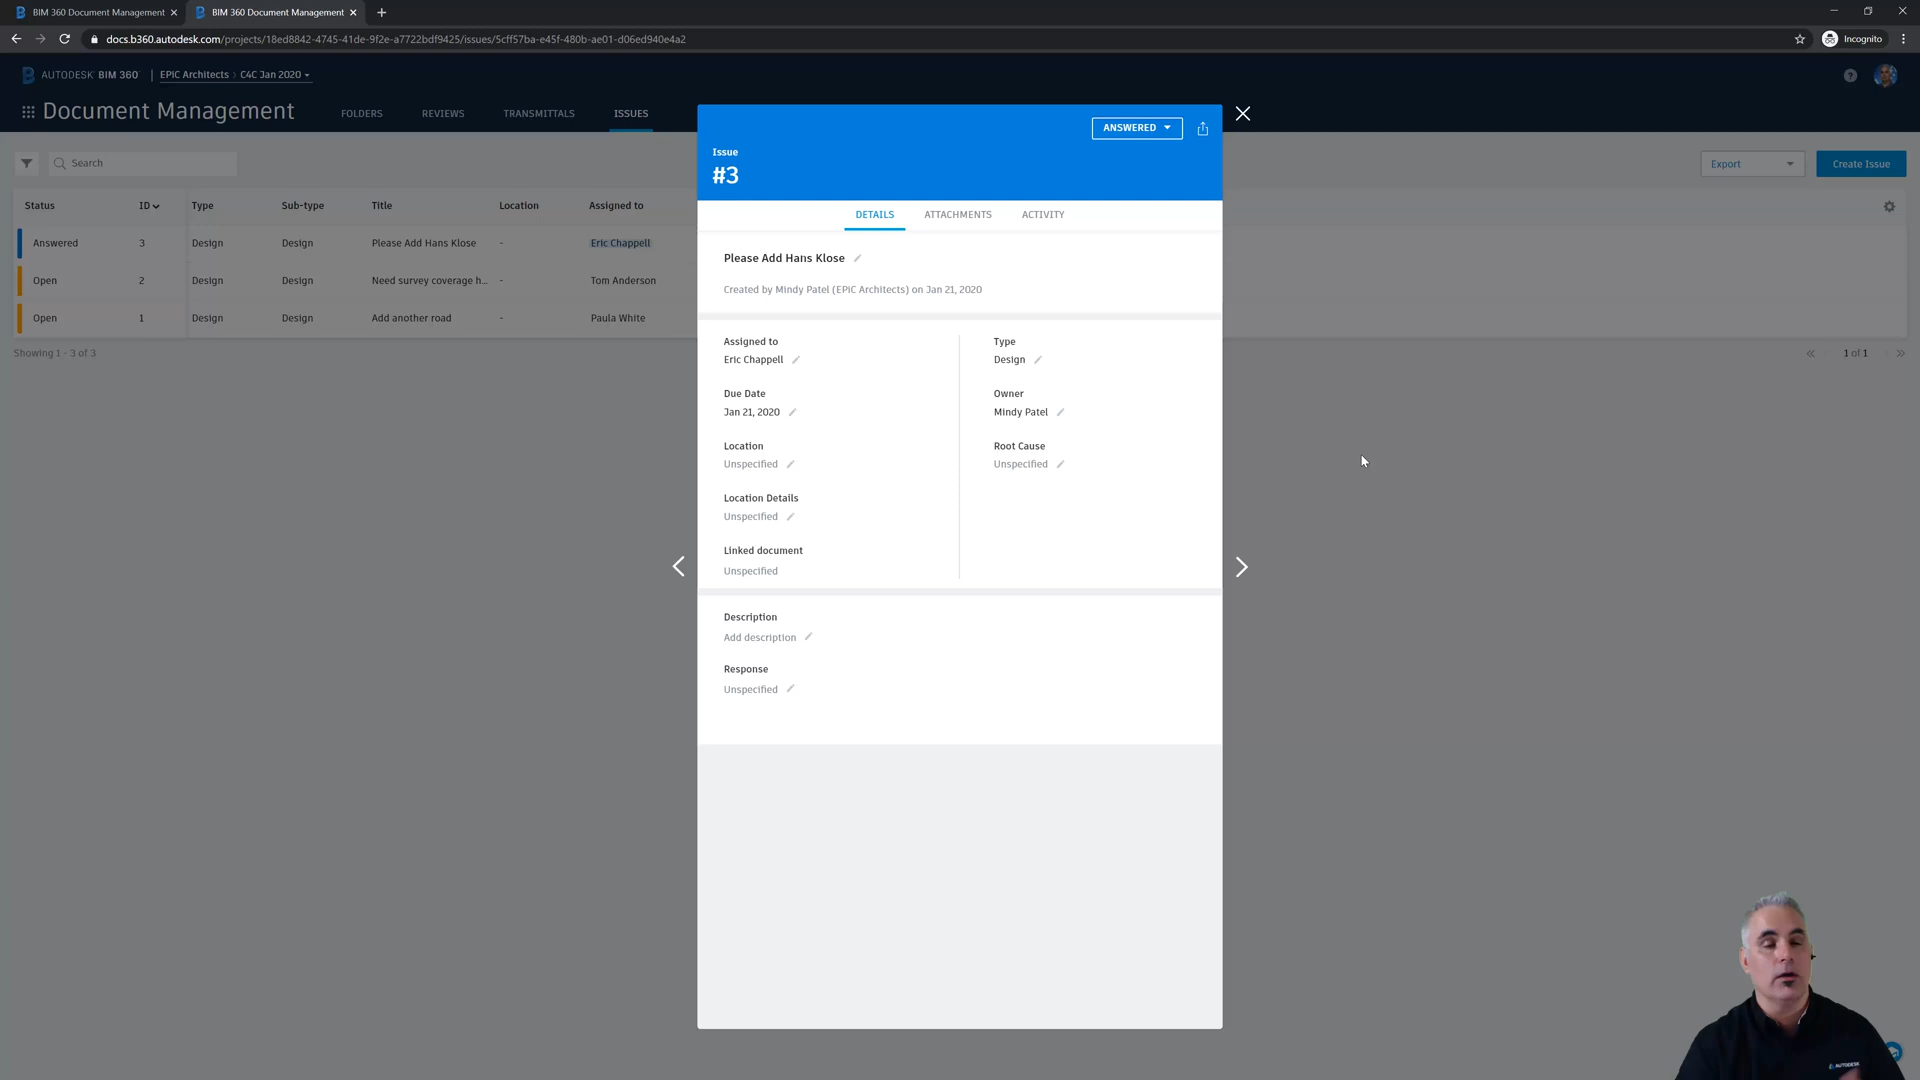 BIM 360 Document Management
BIM 360 Document Management
docs.b360.autodesk.com/projects/18ed8842-4745-41de-9f2e-a7722bdf9425/issues/5cff57ba-e45f-480b-ae01-d06ed940e4a2
Incognito
AUTODESK® BIM 360° | EPIC Architects > C4C Jan 2020
Document Management FOLDERS REVIEWS TRANSMITTALS ISSUES
Search
Export
Create Issue
Status ID Type Sub-type Title Location Assigned to
Answered 3 Design Design Please Add Hans Klose - Eric Chappell
Open 2 Design Design Need survey coverage h... - Tom Anderson
Open 1 Design Design Add another road - Paula White
Showing 1 - 3 of 3
1 of 1
ANSWERED
Issue
#3
DETAILS ATTACHMENTS ACTIVITY
Please Add Hans Klose
Created by Mindy Patel (EPIC Architects) on Jan 21, 2020
Assigned to
Eric Chappell
Due Date
Jan 21, 2020
Location
Unspecified
Location Details
Unspecified
Linked document
Unspecified
Type
Design
Owner
Mindy Patel
Root Cause
Unspecified
Description
Add description
Response
Unspecified
AUTODESK